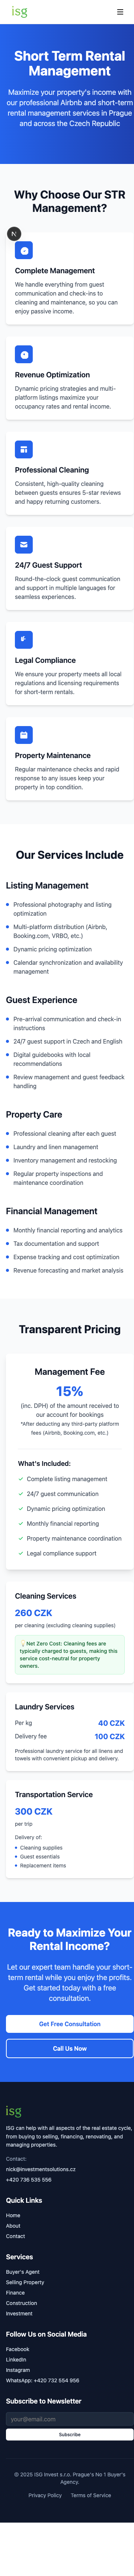 isg
Short Term Rental
Management
Maximize your property's income with
our professional Airbnb and short-term
rental management services in Prague
and across the Czech Republic
Why Choose Our STR
Management?
N
Complete Management
We handle everything from guest
communication and check-ins to
cleaning and maintenance, so you can
enjoy passive income.
Revenue Optimization
Dynamic pricing strategies and multi-
platform listings maximize your
occupancy rates and rental income.
Professional Cleaning
Consistent, high-quality cleaning
between guests ensures 5-star reviews
and happy returning customers.
24/7 Guest Support
Round-the-clock guest communication
and support in multiple languages for
seamless experiences.
Legal Compliance
We ensure your property meets all local
regulations and licensing requirements
for short-term rentals.
Property Maintenance
Regular maintenance checks and rapid
response to any issues keep your
property in top condition.
Our Services Include
Listing Management
Professional photography and listing
optimization
Multi-platform distribution (Airbnb,
Booking.com, VRBO, etc.)
Dynamic pricing optimization
Calendar synchronization and availability
management
Guest Experience
Pre-arrival communication and check-in
instructions
24/7 guest support in Czech and English
Digital guidebooks with local
recommendations
Review management and guest feedback
handling
Property Care
Professional cleaning after each guest
Laundry and linen management
Inventory management and restocking
Regular property inspections and
maintenance coordination
Financial Management
Monthly financial reporting and analytics
Tax documentation and support
Expense tracking and cost optimization
Revenue forecasting and market analysis
Transparent Pricing
Management Fee
15%
(inc. DPH) of the amount received to
our account for bookings
*After deducting any third-party platform
fees (Airbnb, Booking.com, etc.)
What's Included:
Complete listing management
24/7 guest communication
Dynamic pricing optimization
Monthly financial reporting
Property maintenance coordination
Legal compliance support
Cleaning Services
260 CZK
per cleaning (excluding cleaning supplies)
Net Zero Cost: Cleaning fees are
typically charged to guests, making this
service cost-neutral for property
owners.
Laundry Services
Per kg 40 CZK
Delivery fee 100 CZK
Professional laundry service for all linens and
towels with convenient pickup and delivery.
Transportation Service
300 CZK
per trip
Delivery of:
Cleaning supplies
Guest essentials
Replacement items
Ready to Maximize Your
Rental Income?
Let our expert team handle your short-
term rental while you enjoy the profits.
Get started today with a free
consultation.
Get Free Consultation
Call Us Now
isg
ISG can help with all aspects of the real estate cycle,
from buying to selling, financing, renovating, and
managing properties.
Contact:
nick@investmentsolutions.cz
+420 736 535 556
Quick Links
Home
About
Contact
Services
Buyer's Agent
Selling Property
Finance
Construction
Investment
Follow Us on Social Media
Facebook
LinkedIn
Instagram
WhatsApp: +420 732 554 956
Subscribe to Newsletter
your@email.com
Subscribe
© 2025 ISG Invest s.r.o. Prague's No 1 Buyer's
Agency.
Privacy Policy Terms of Service